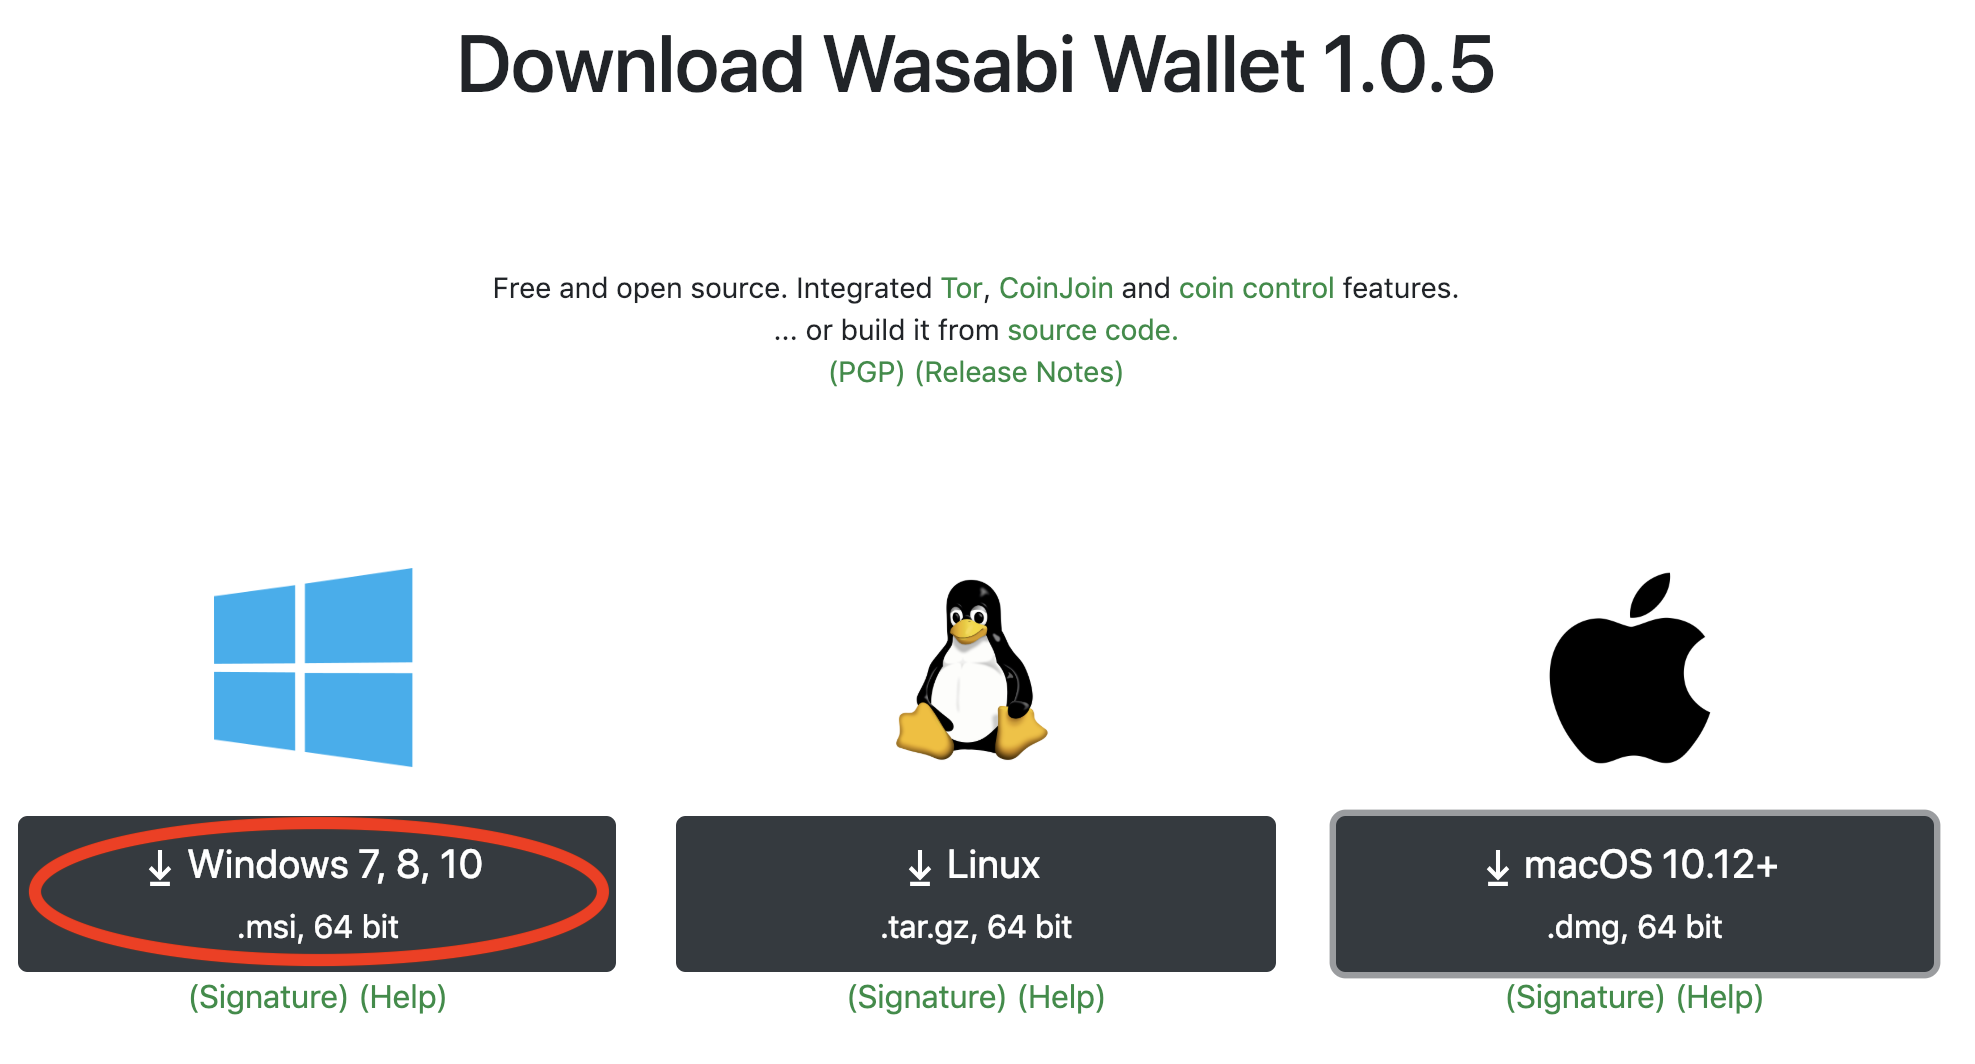 Download Wasabi Wallet 1.0.5
Free and open source. Integrated Tor, CoinJoin and coin control features.
... or build it from source code.
(PGP) (Release Notes)
Windows 7, 8, 10
.msi, 64 bit
(Signature) (Help)
Linux
.tar.gz, 64 bit
(Signature) (Help)
macOS 10.12+
.dmg, 64 bit
(Signature) (Help)